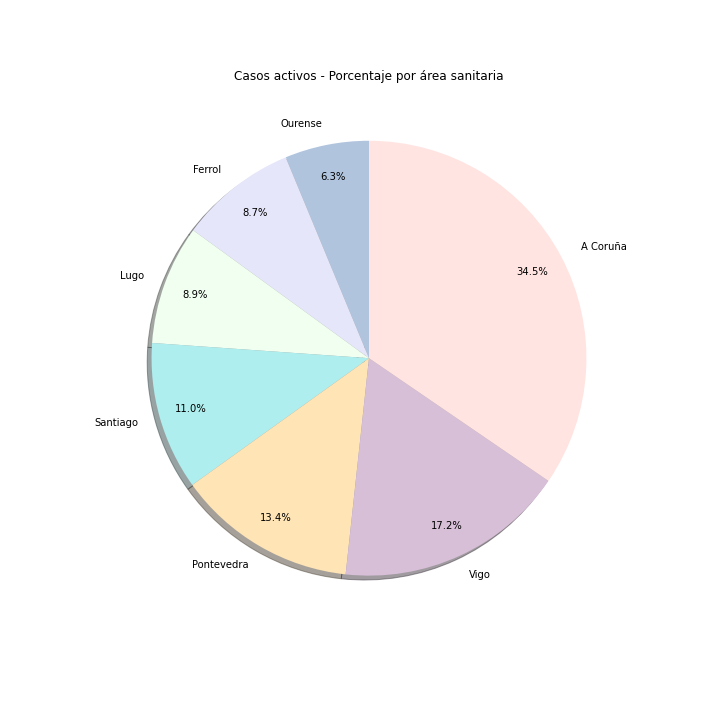 Casos activos - Porcentaje por área sanitaria
Ourense
6.3%
Ferrol
8.7%
Lugo
8.9%
Santiago
11.0%
Pontevedra
13.4%
Vigo
17.2%
A Coruña
34.5%